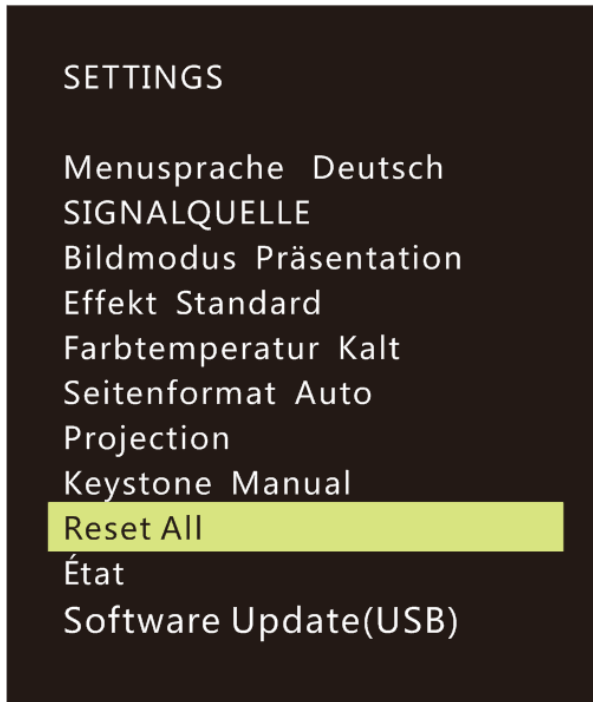 SETTINGS
Menusprache Deutsch
SIGNALQUELLE
Bildmodus Präsentation
Effekt Standard
Farbtemperatur Kalt
Seitenformat Auto
Projection
Keystone Manual
Reset All
État
Software Update(USB)